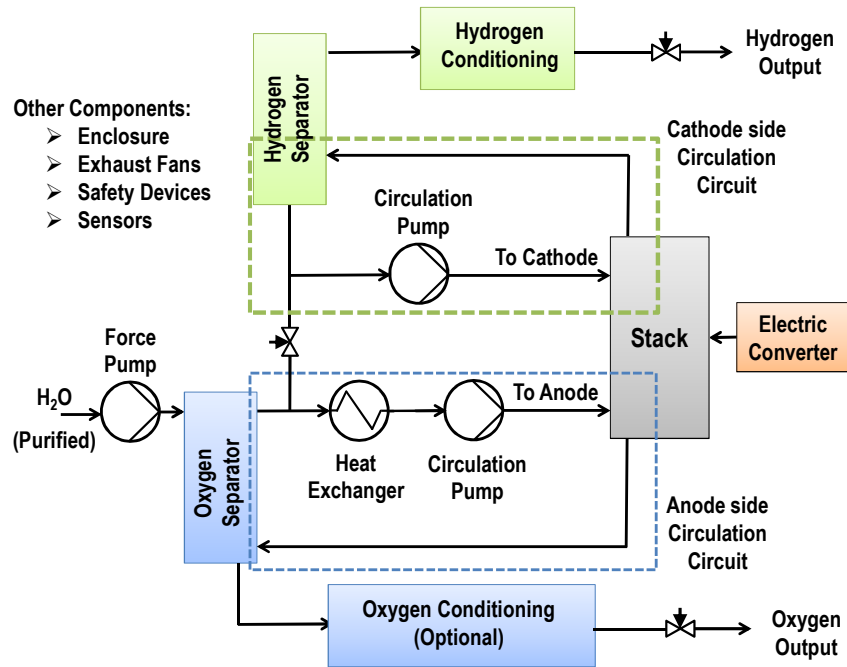 Hydrogen
Conditioning
Hydrogen
Output
Hydrogen
Separator
Other Components:
➢ Enclosure
➢ Exhaust Fans
➢ Safety Devices
➢ Sensors
Cathode side
Circulation
Circuit
Circulation
Pump
To Cathode
Stack
Electric
Converter
Force
Pump
H₂O
(Purified)
Oxygen
Separator
To Anode
Heat
Exchanger
Circulation
Pump
Anode side
Circulation
Circuit
Oxygen Conditioning
(Optional)
Oxygen
Output